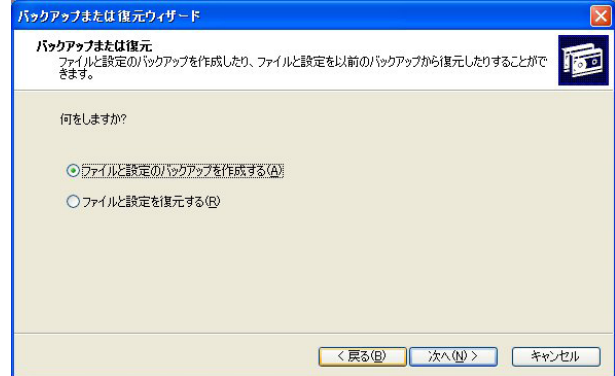 バックアップまたは復元ウィザード
バックアップまたは復元
ファイルと設定のバックアップを作成したり、ファイルと設定を以前のバックアップから復元したりすることがで
きます。
何をしますか?
ファイルと設定のバックアップを作成する(A)
ファイルと設定を復元する(R)
< 戻る(B) 次へ(N) > キャンセル